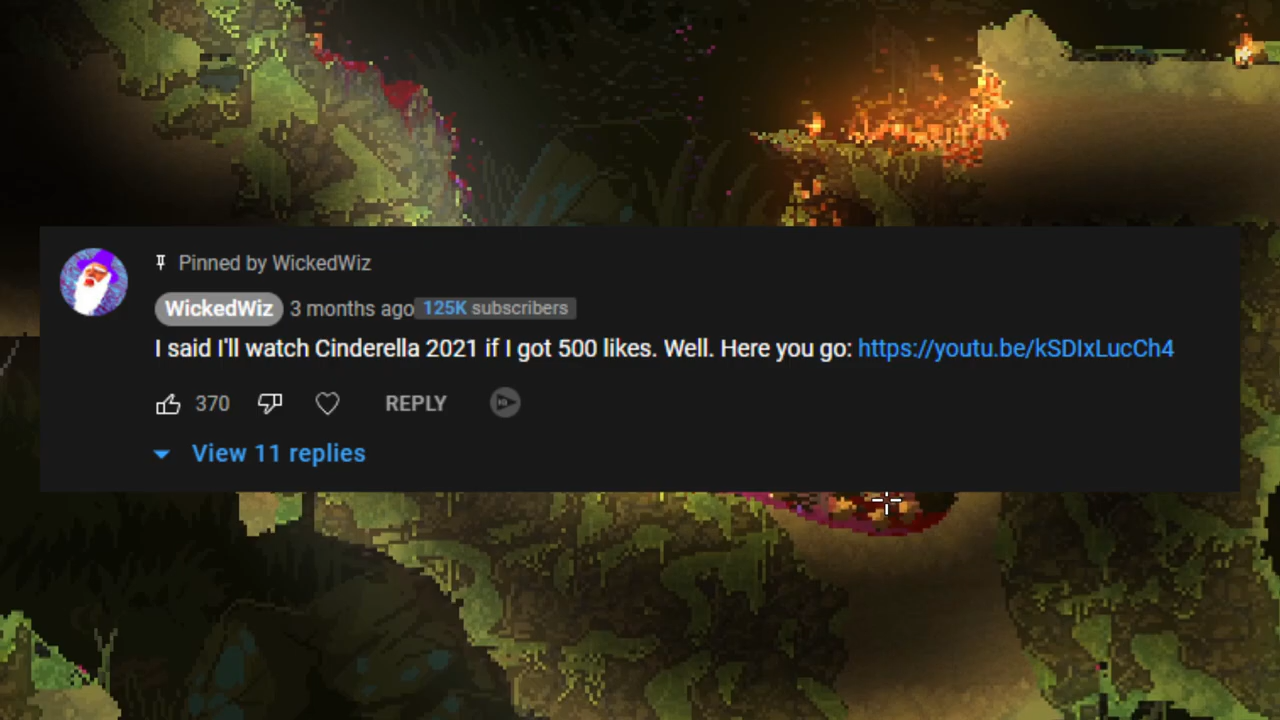 Pinned by WickedWiz
WickedWiz 3 months ago 125K subscribers
I said I'll watch Cinderella 2021 if I got 500 likes. Well. Here you go: https://youtu.be/kSDIxLucCh4
370 REPLY
View 11 replies